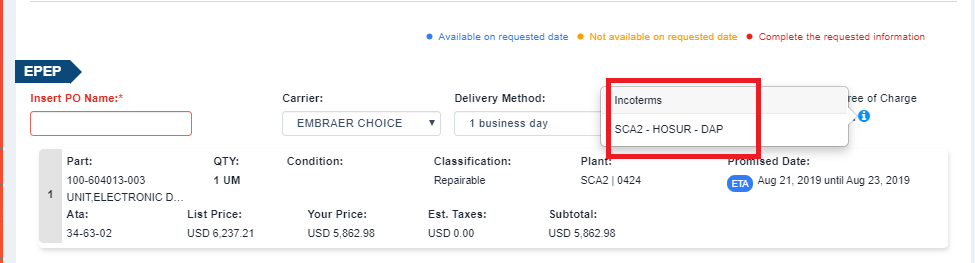 Available on requested date Not available on requested date Complete the requested information
EPEP
Insert PO Name:* Carrier: Delivery Method: ree of Charge
EMBRAER CHOICE 1 business day
Incoterms
SCA2 - HOSUR - DAP
Part: QTY: Condition: Classification: Plant: Promised Date:
1 100-604013-003 1 UM Repairable SCA2 | 0424 ETA Aug 21, 2019 until Aug 23, 2019
UNIT,ELECTRONIC D...
Ata: List Price: Your Price: Est. Taxes: Subtotal:
34-63-02 USD 6,237.21 USD 5,862.98 USD 0.00 USD 5,862.98